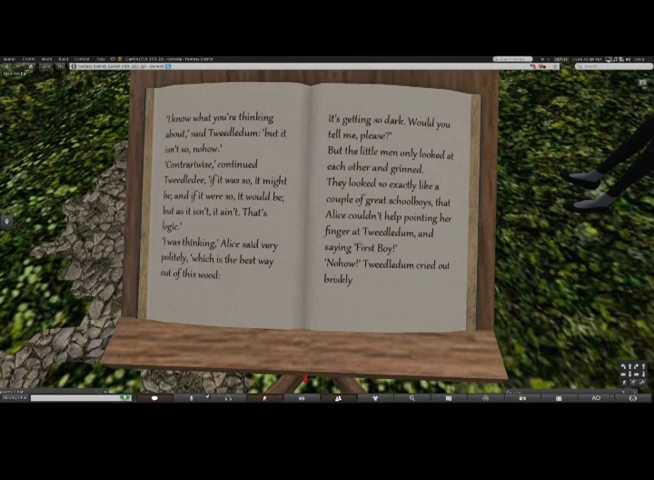 'I know what you're thinking
about,' said Tweedledum: 'but it
isn't so, nohow.'
'Contrariwise,' continued
Tweedledee, 'if it was so, it might
be; and if it were so, it would be;
but as it isn't, it ain't. That's
logic.'
'I was thinking,' Alice said very
politely, 'which is the best way
out of this wood:
it's getting so dark. Would you
tell me, please?'
But the little men only looked at
each other and grinned.
They looked so exactly like a
couple of great schoolboys, that
Alice couldn't help pointing her
finger at Tweedledum, and
saying 'First Boy!'
'Nohow!' Tweedledum cried out
briskly
AO